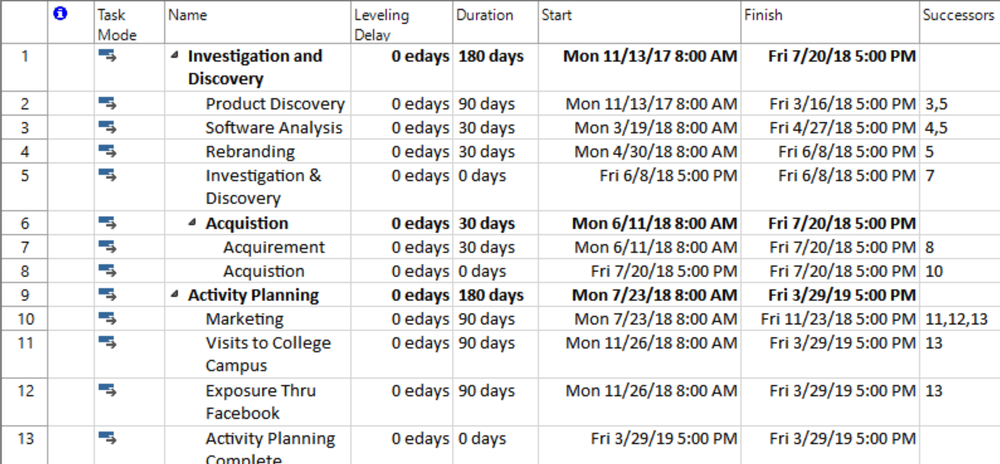 Task Mode Name Leveling Delay Duration Start Finish Successors
1 Investigation and Discovery 0 edays 180 days Mon 11/13/17 8:00 AM Fri 7/20/18 5:00 PM
2 Product Discovery 0 edays 90 days Mon 11/13/17 8:00 AM Fri 3/16/18 5:00 PM 3,5
3 Software Analysis 0 edays 30 days Mon 3/19/18 8:00 AM Fri 4/27/18 5:00 PM 4,5
4 Rebranding 0 edays 30 days Mon 4/30/18 8:00 AM Fri 6/8/18 5:00 PM 5
5 Investigation & Discovery 0 edays 0 days Fri 6/8/18 5:00 PM Fri 6/8/18 5:00 PM 7
6 Acquistion 0 edays 30 days Mon 6/11/18 8:00 AM Fri 7/20/18 5:00 PM
7 Acquirement 0 edays 30 days Mon 6/11/18 8:00 AM Fri 7/20/18 5:00 PM 8
8 Acquistion 0 edays 0 days Fri 7/20/18 5:00 PM Fri 7/20/18 5:00 PM 10
9 Activity Planning 0 edays 180 days Mon 7/23/18 8:00 AM Fri 3/29/19 5:00 PM
10 Marketing 0 edays 90 days Mon 7/23/18 8:00 AM Fri 11/23/18 5:00 PM 11,12,13
11 Visits to College Campus 0 edays 90 days Mon 11/26/18 8:00 AM Fri 3/29/19 5:00 PM 13
12 Exposure Thru Facebook 0 edays 90 days Mon 11/26/18 8:00 AM Fri 3/29/19 5:00 PM 13
13 Activity Planning Complete 0 edays 0 days Fri 3/29/19 5:00 PM Fri 3/29/19 5:00 PM